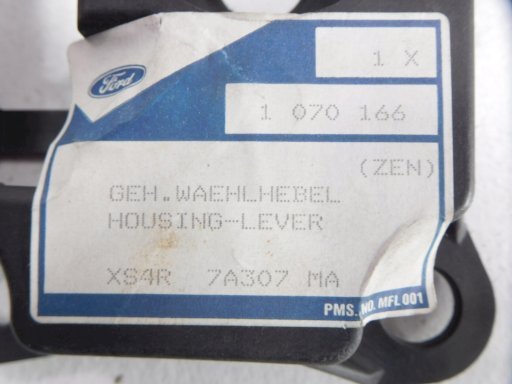 Ford
1 X
1 070 166
(ZEN)
GEH.WAEHLHEBEL
HOUSING-LEVER
XS4R 7A307 MA
PMS. NO. MFL 001